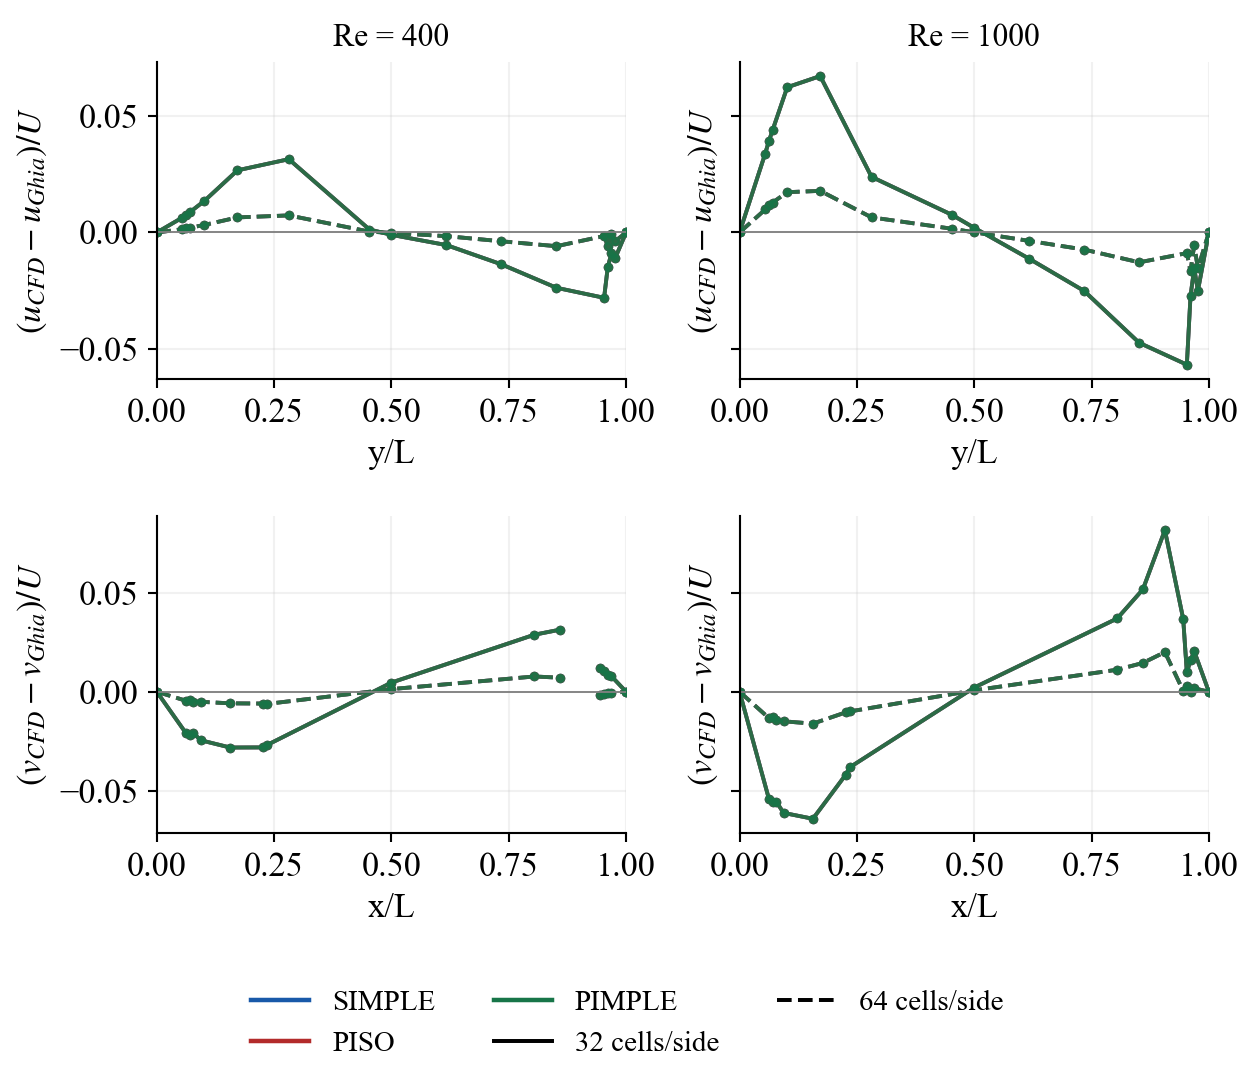 Re = 400
Re = 1000
(u_CFD − u_Ghia)/U
0.05
0.00
−0.05
0.00 0.25 0.50 0.75 1.00
y/L
(u_CFD − u_Ghia)/U
0.00 0.25 0.50 0.75 1.00
y/L
(v_CFD − v_Ghia)/U
0.05
0.00
−0.05
0.00 0.25 0.50 0.75 1.00
x/L
(v_CFD − v_Ghia)/U
0.00 0.25 0.50 0.75 1.00
x/L
SIMPLE
PISO
PIMPLE
32 cells/side
64 cells/side